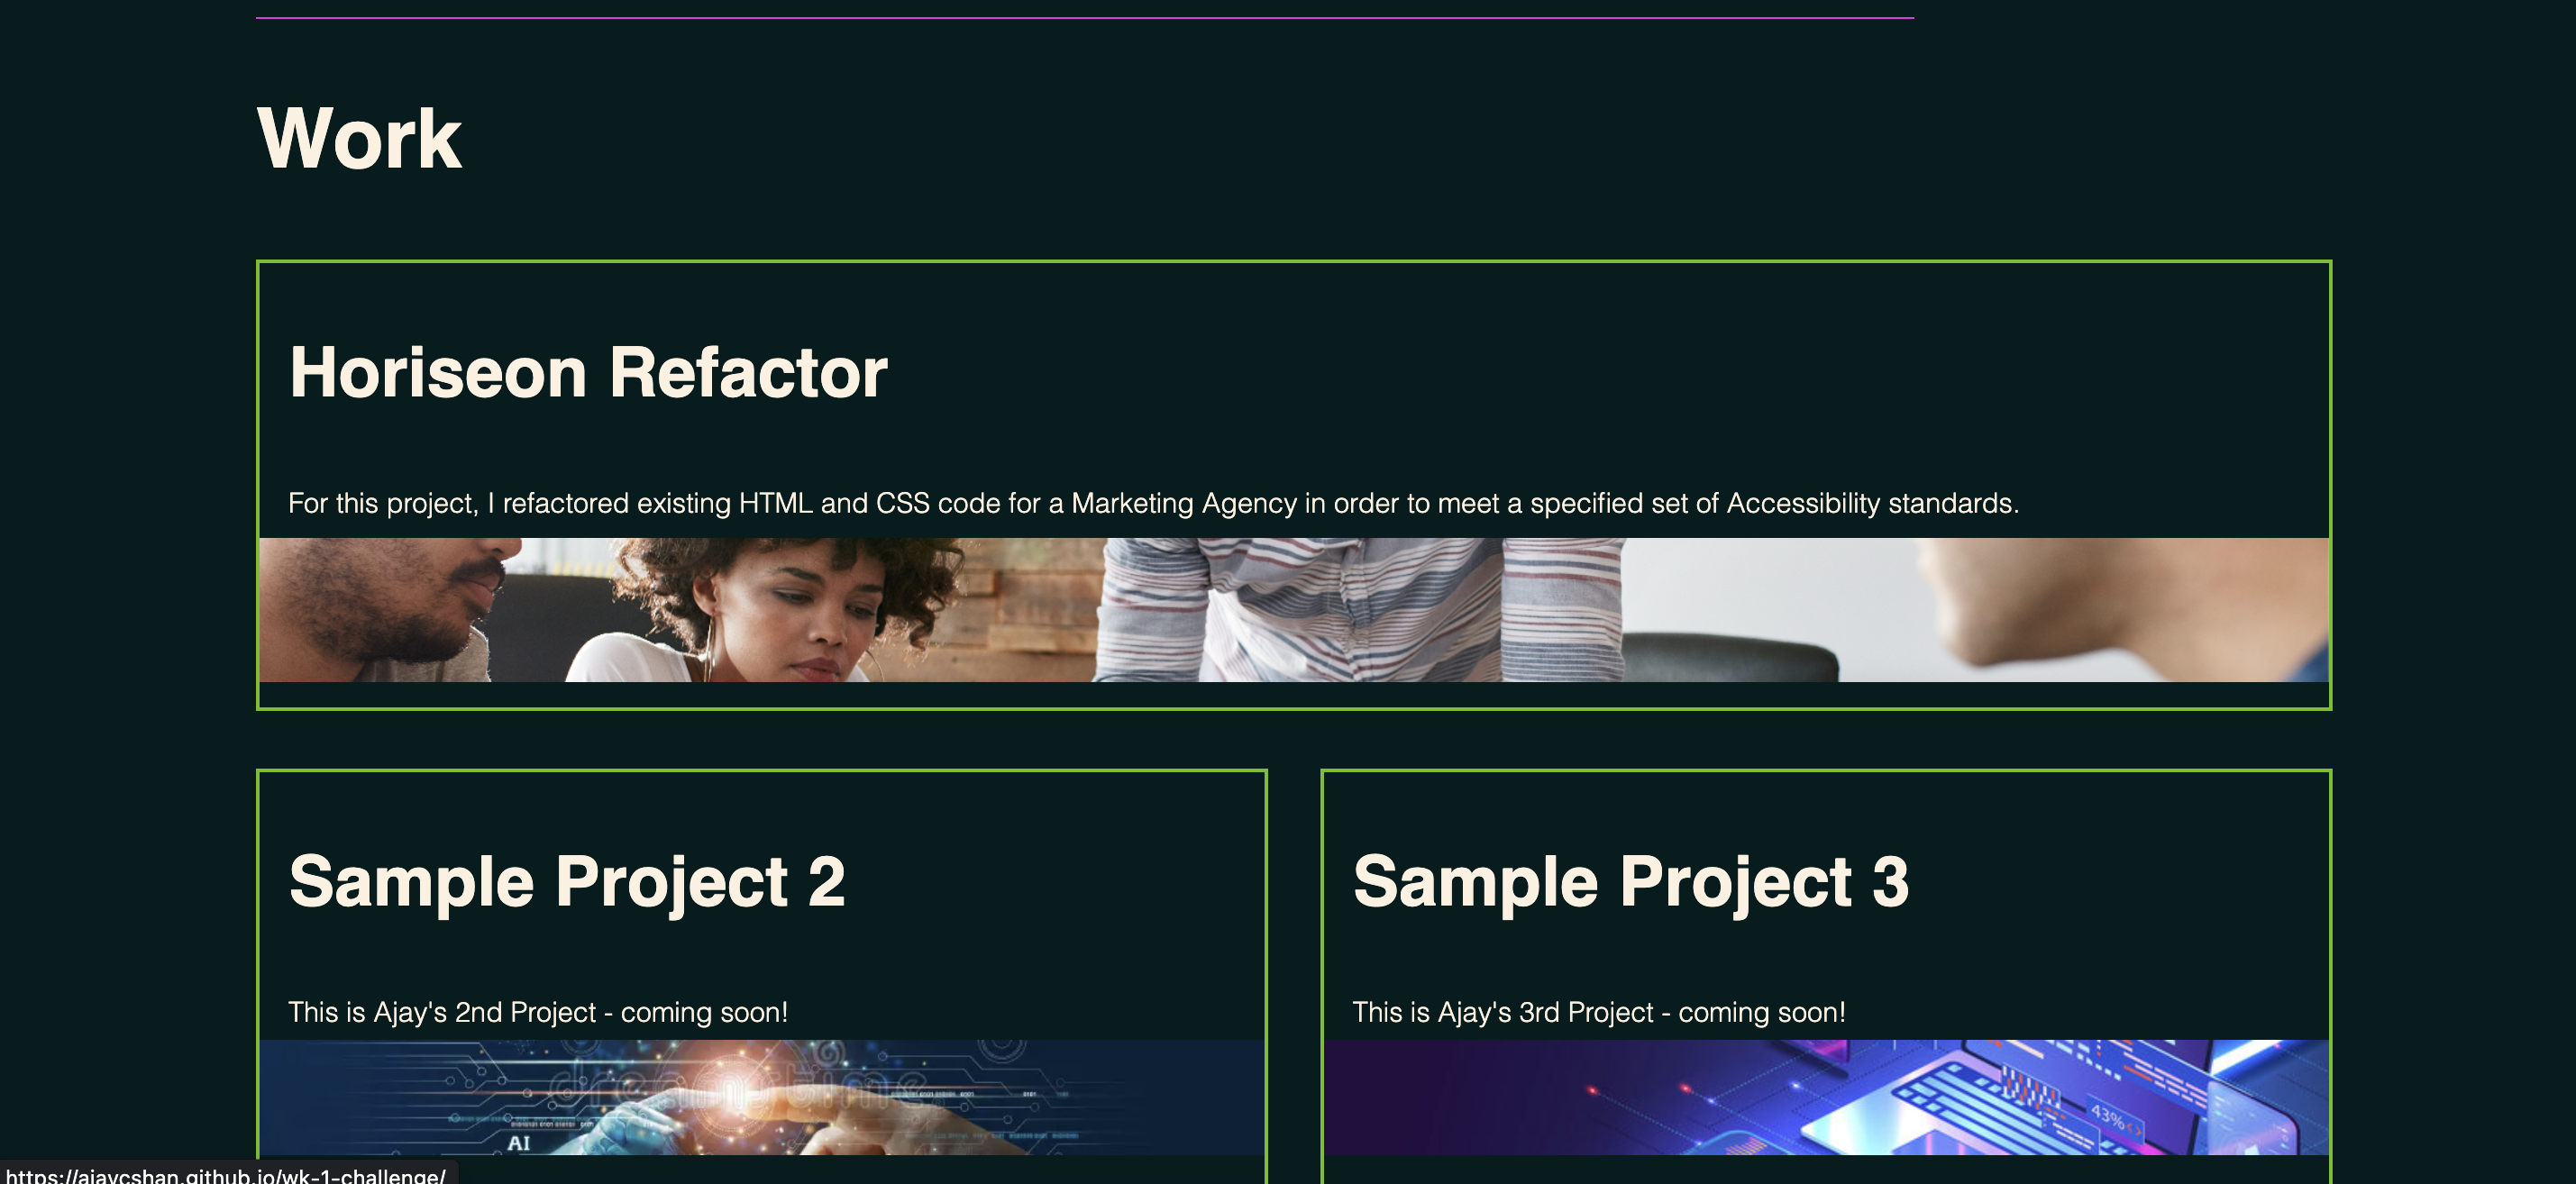 Work
Horiseon Refactor
For this project, I refactored existing HTML and CSS code for a Marketing Agency in order to meet a specified set of Accessibility standards.
Sample Project 2
Sample Project 3
This is Ajay's 2nd Project - coming soon!
This is Ajay's 3rd Project - coming soon!
dreamstime
AI
43%<>
https://ajaycshan.github.io/wk-1-challenge/